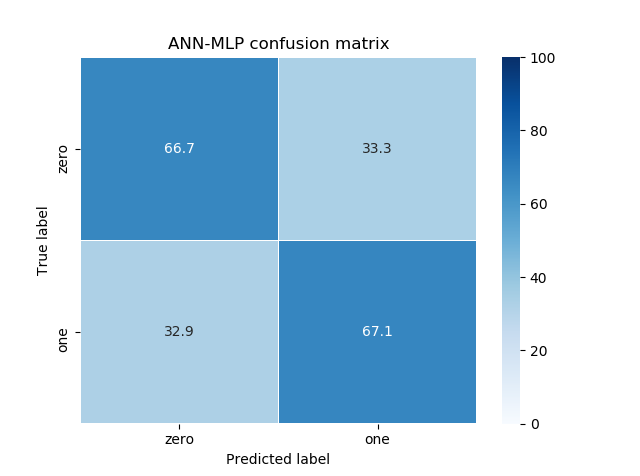 ANN-MLP confusion matrix
True label
zero
one
66.7 33.3
32.9 67.1
zero one
Predicted label
100
80
60
40
20
0